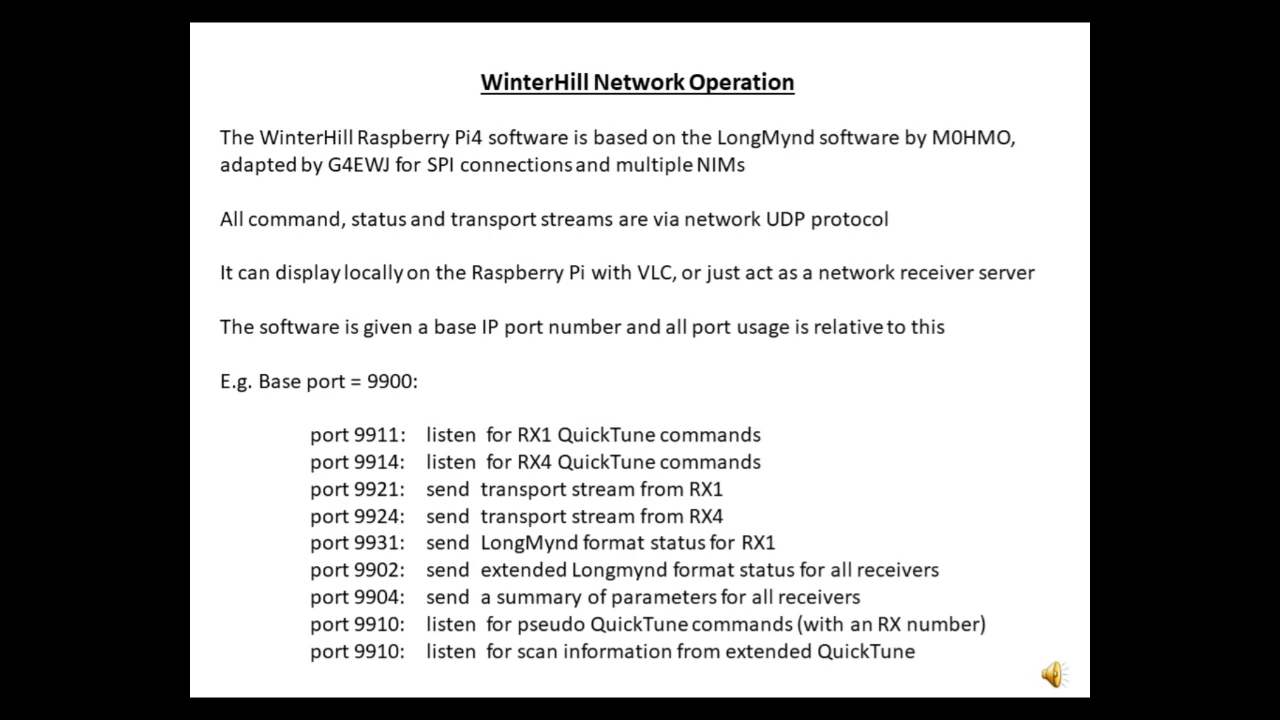 WinterHill Network Operation
The WinterHill Raspberry Pi4 software is based on the LongMynd software by M0HMO,
adapted by G4EWJ for SPI connections and multiple NIMs
All command, status and transport streams are via network UDP protocol
It can display locally on the Raspberry Pi with VLC, or just act as a network receiver server
The software is given a base IP port number and all port usage is relative to this
E.g. Base port = 9900:
port 9911: listen for RX1 QuickTune commands
port 9914: listen for RX4 QuickTune commands
port 9921: send transport stream from RX1
port 9924: send transport stream from RX4
port 9931: send LongMynd format status for RX1
port 9902: send extended Longmynd format status for all receivers
port 9904: send a summary of parameters for all receivers
port 9910: listen for pseudo QuickTune commands (with an RX number)
port 9910: listen for scan information from extended QuickTune